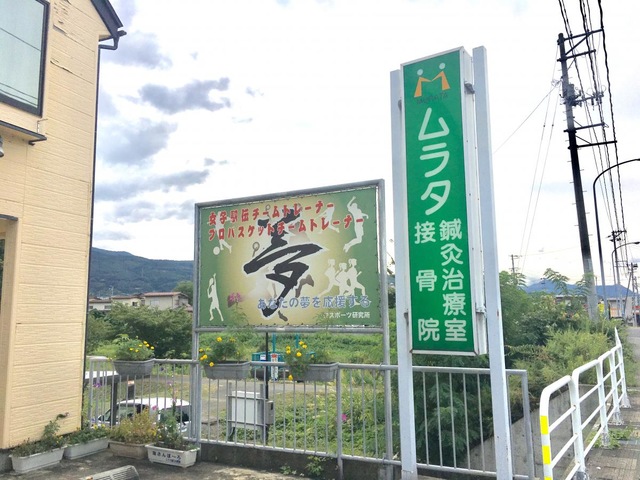 女子駅伝チームトレーナー
プロバスケットチームトレーナー
夢
あなたの夢を応援する
スポーツ研究所
ムラタ
鍼灸治療室
接骨院